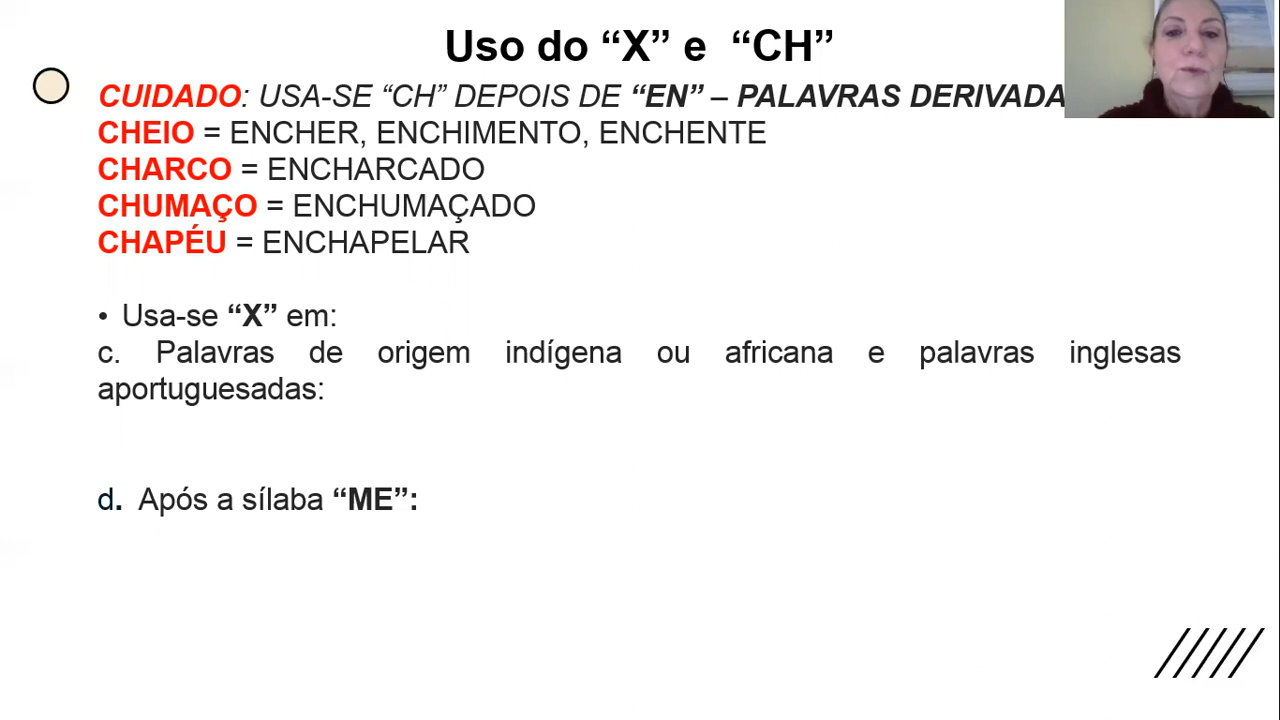 Uso do “X” e “CH”
CUIDADO: USA-SE “CH” DEPOIS DE “EN” – PALAVRAS DERIVADA
CHEIO = ENCHER, ENCHIMENTO, ENCHENTE
CHARCO = ENCHARCADO
CHUMAÇO = ENCHUMAÇADO
CHAPÉU = ENCHAPELAR
• Usa-se “X” em:
c. Palavras de origem indígena ou africana e palavras inglesas
aportuguesadas:
d. Após a sílaba “ME”: